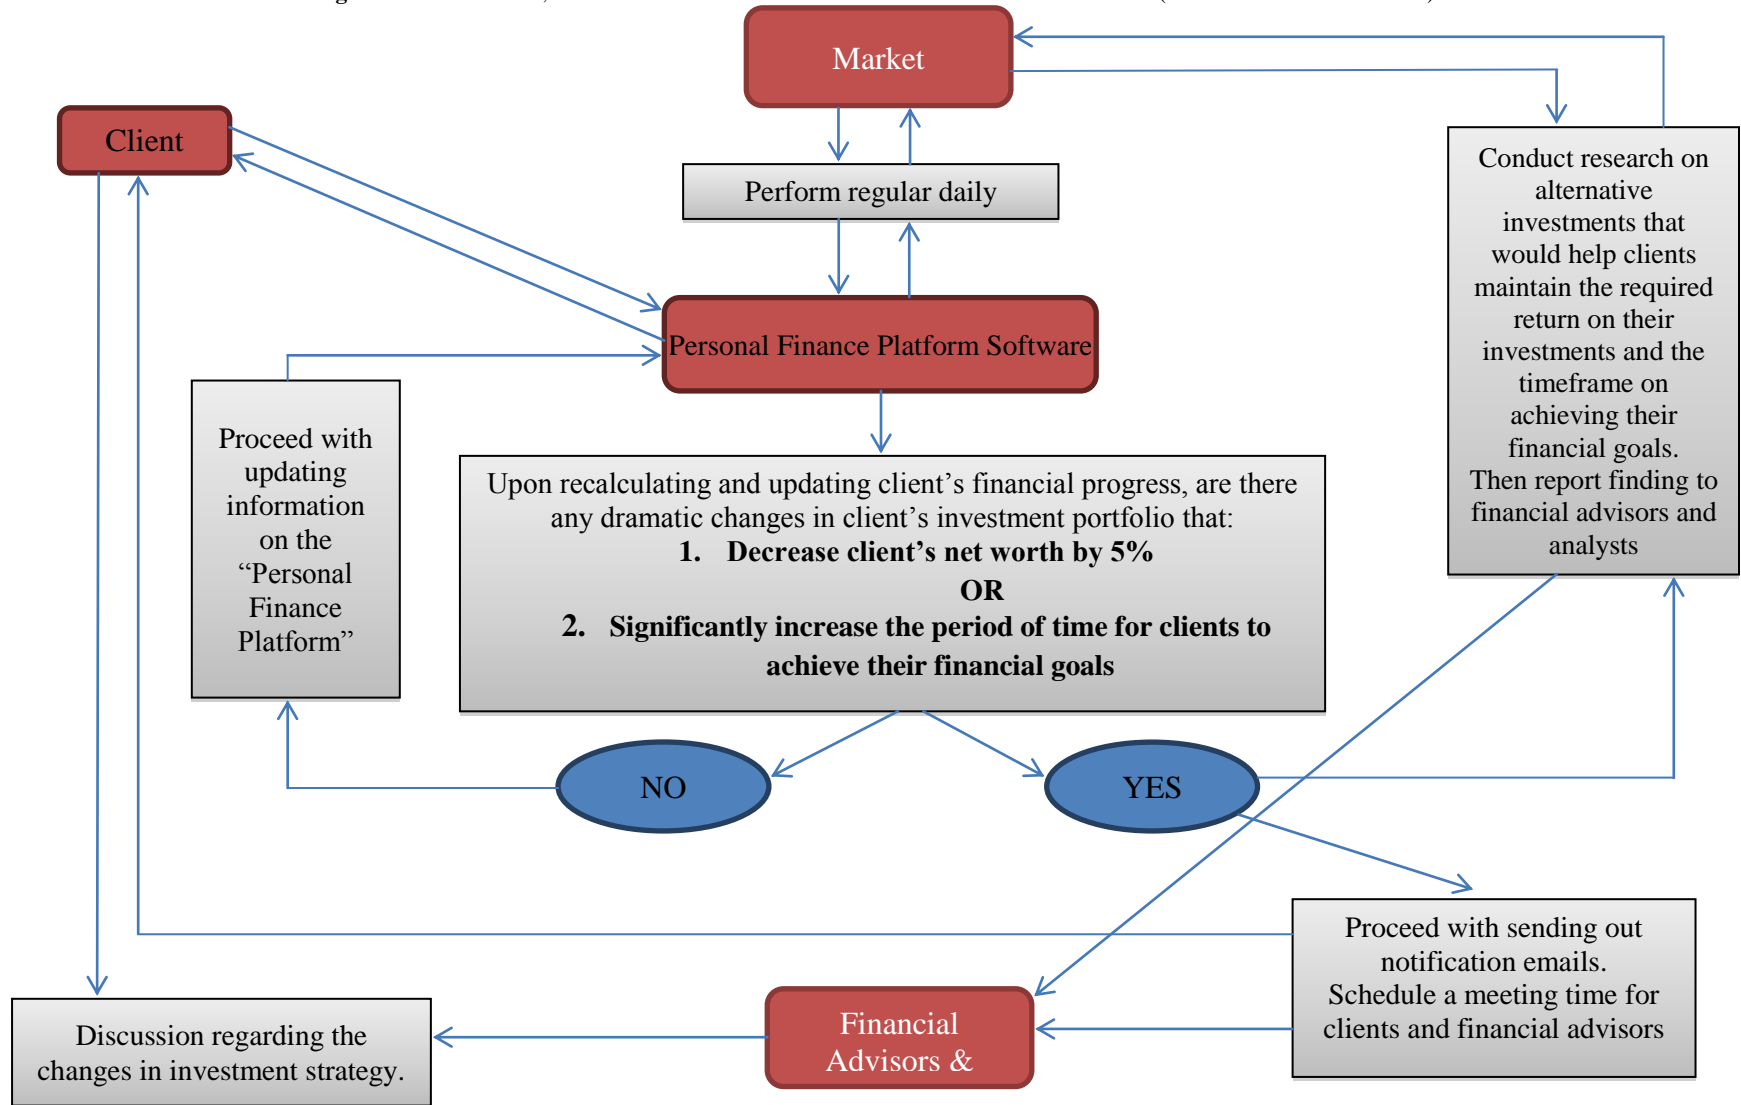 Market
Client
Perform regular daily
Conduct research on
alternative
investments that
would help clients
maintain the required
return on their
investments and the
timeframe on
achieving their
financial goals.
Then report finding to
financial advisors and
analysts
Personal Finance Platform Software
Proceed with
updating
information
on the
“Personal
Finance
Platform”
Upon recalculating and updating client’s financial progress, are there
any dramatic changes in client’s investment portfolio that:
1. Decrease client’s net worth by 5%
OR
2. Significantly increase the period of time for clients to
achieve their financial goals
NO
YES
Proceed with sending out
notification emails.
Schedule a meeting time for
clients and financial advisors
Discussion regarding the
changes in investment strategy.
Financial
Advisors &